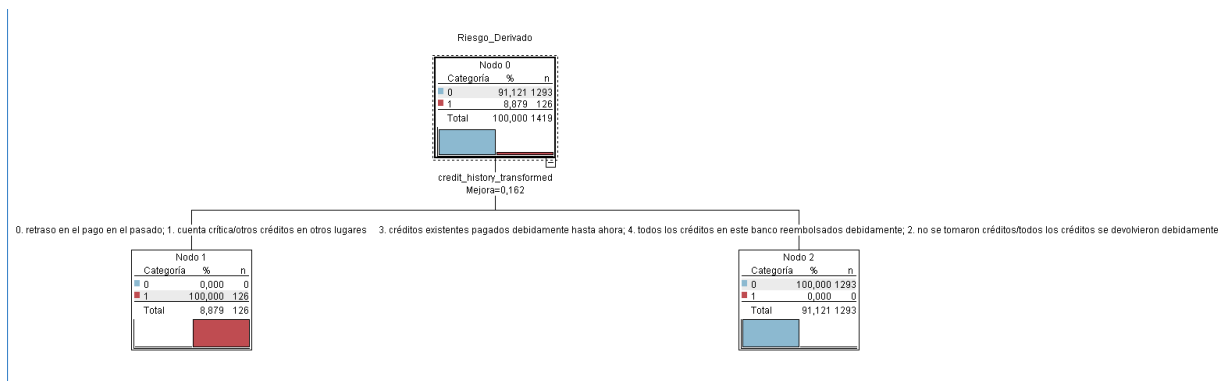 Riesgo_Derivado
Nodo 0
Categoría % n
0 91,121 1293
1 8,879 126
Total 100,000 1419
credit_history_transformed
Mejora=0,162
0. retraso en el pago en el pasado; 1. cuenta crítica/otros créditos en otros lugares
3. créditos existentes pagados debidamente hasta ahora; 4. todos los créditos en este banco reembolsados debidamente; 2. no se tomaron créditos/todos los créditos se devolvieron debidamente
Nodo 1
Categoría % n
0 0,000 0
1 100,000 126
Total 8,879 126
Nodo 2
Categoría % n
0 100,000 1293
1 0,000 0
Total 91,121 1293